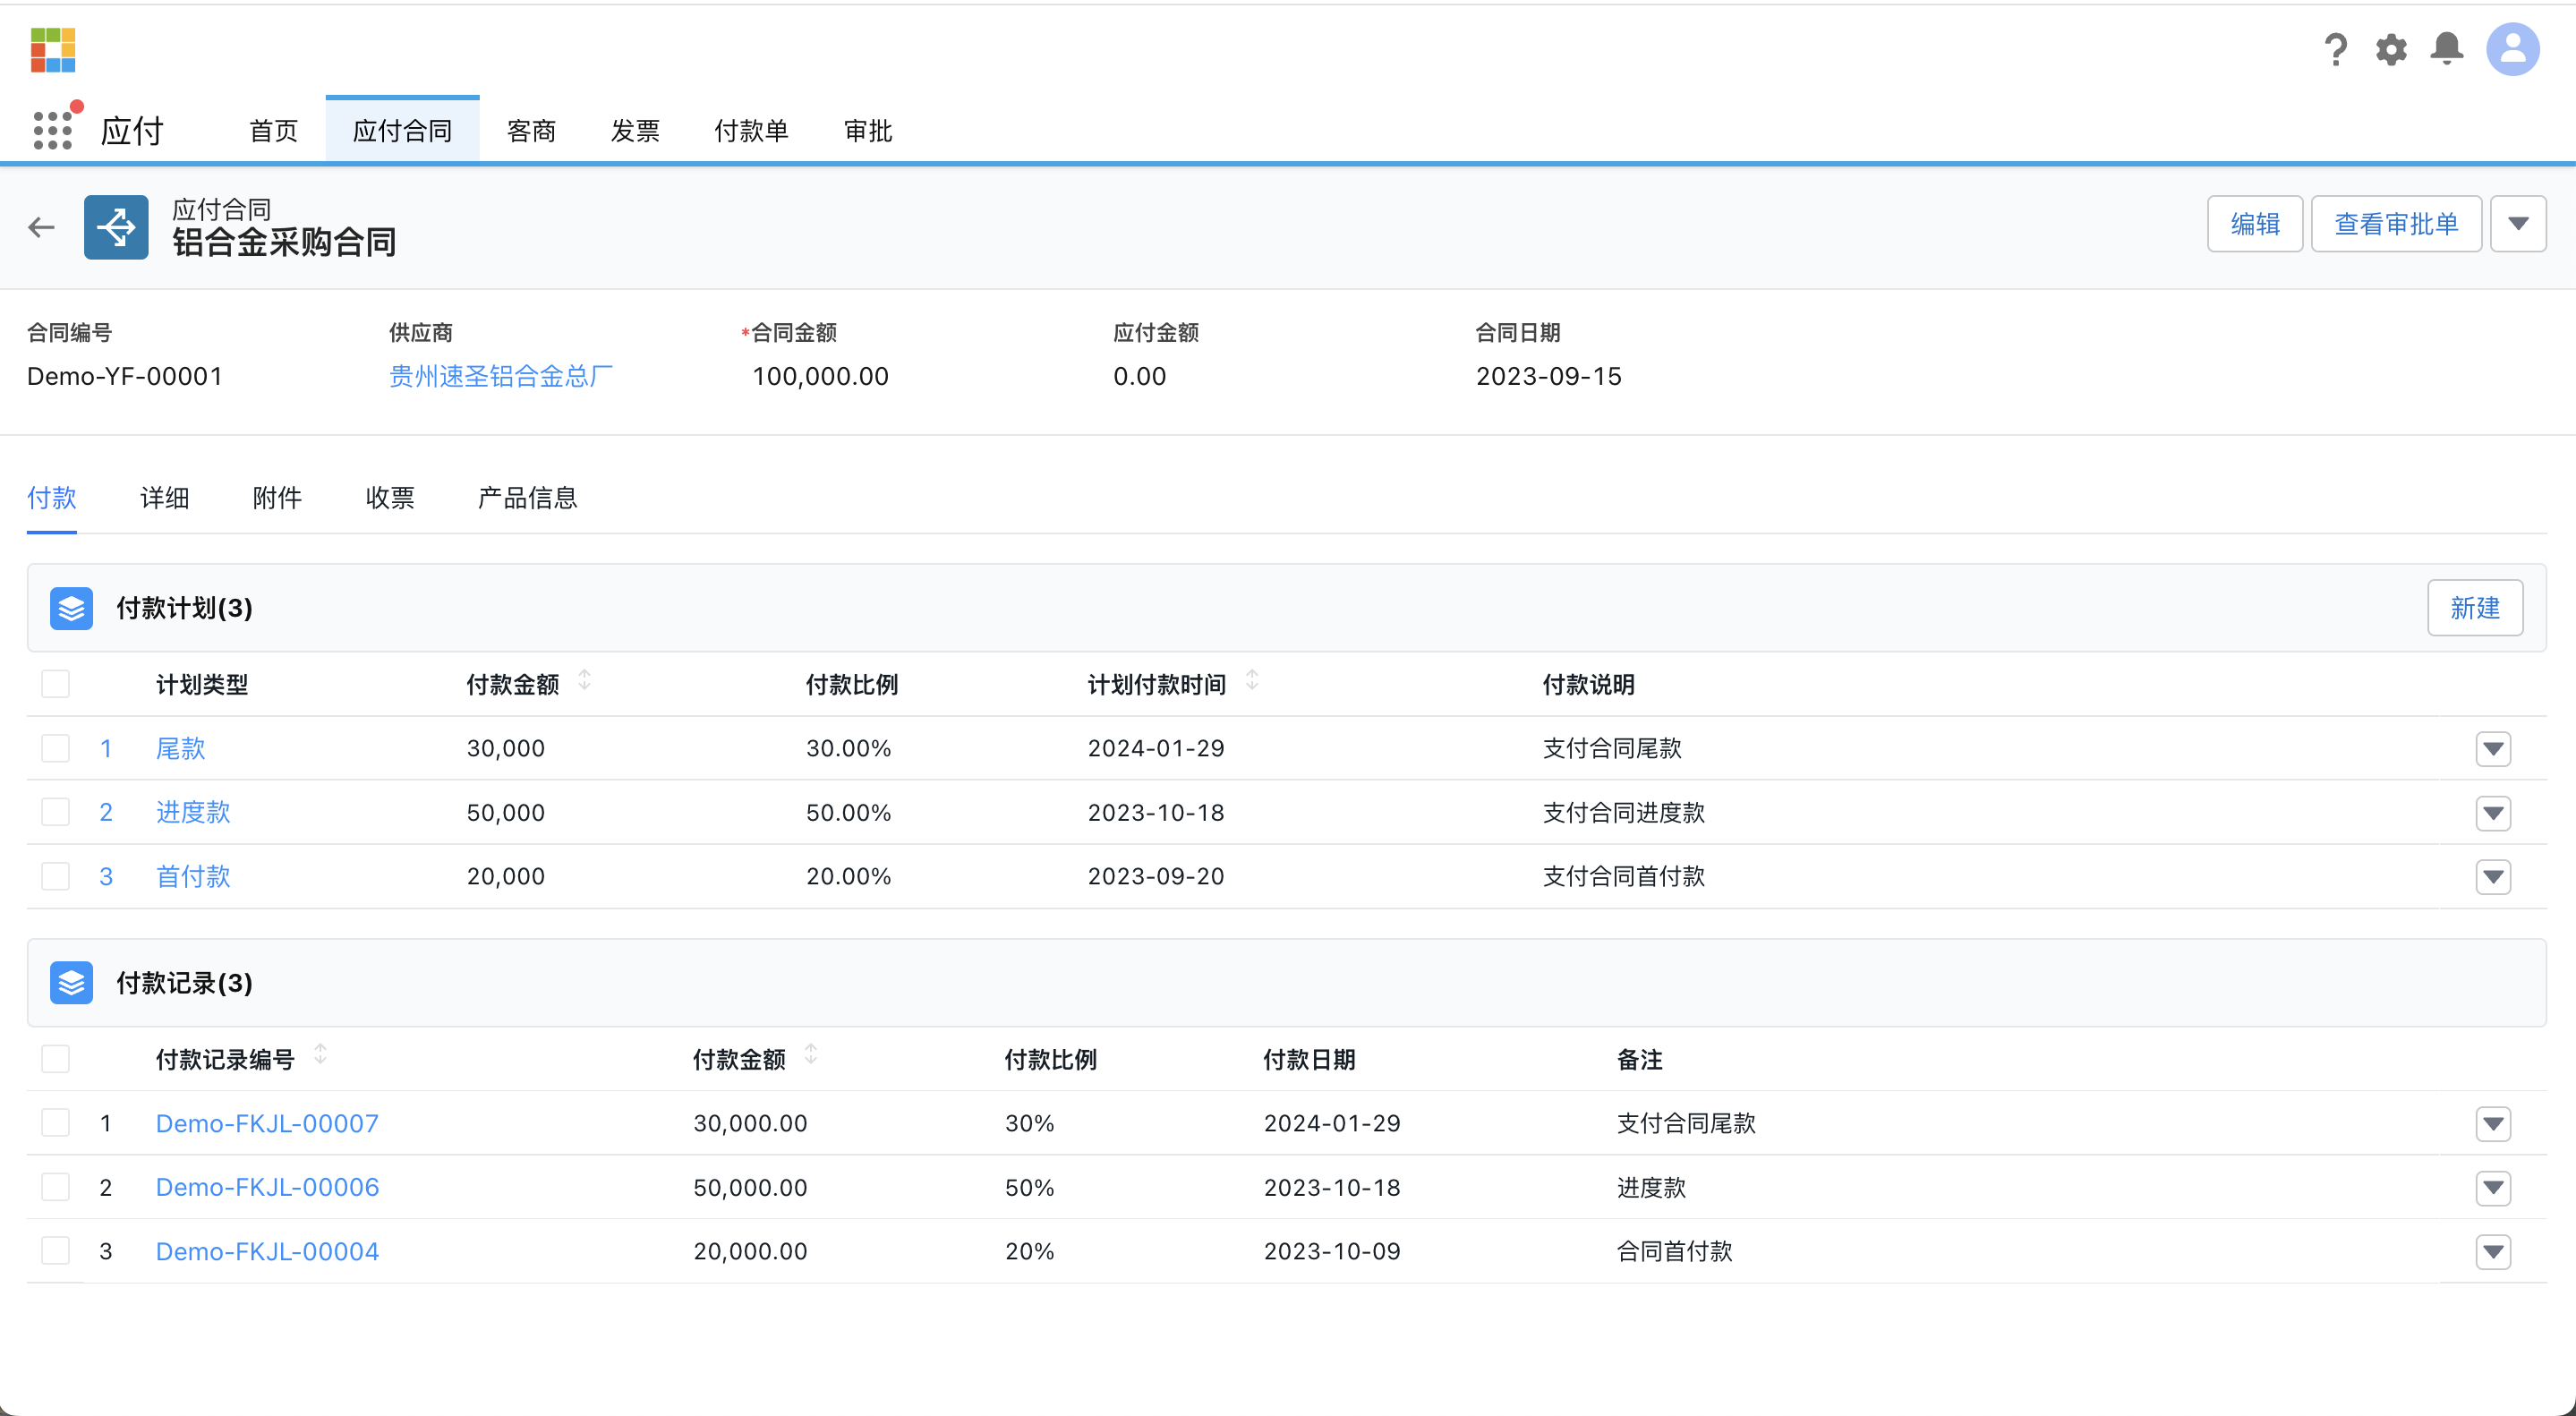 应付 首页 应付合同 客商 发票 付款单 审批
应付合同
铝合金采购合同
编辑 查看审批单
合同编号 供应商 *合同金额 应付金额 合同日期
Demo-YF-00001 贵州速圣铝合金总厂 100,000.00 0.00 2023-09-15
付款 详细 附件 收票 产品信息
付款计划(3) 新建
计划类型 付款金额 付款比例 计划付款时间 付款说明
1 尾款 30,000 30.00% 2024-01-29 支付合同尾款
2 进度款 50,000 50.00% 2023-10-18 支付合同进度款
3 首付款 20,000 20.00% 2023-09-20 支付合同首付款
付款记录(3)
付款记录编号 付款金额 付款比例 付款日期 备注
1 Demo-FKJL-00007 30,000.00 30% 2024-01-29 支付合同尾款
2 Demo-FKJL-00006 50,000.00 50% 2023-10-18 进度款
3 Demo-FKJL-00004 20,000.00 20% 2023-10-09 合同首付款